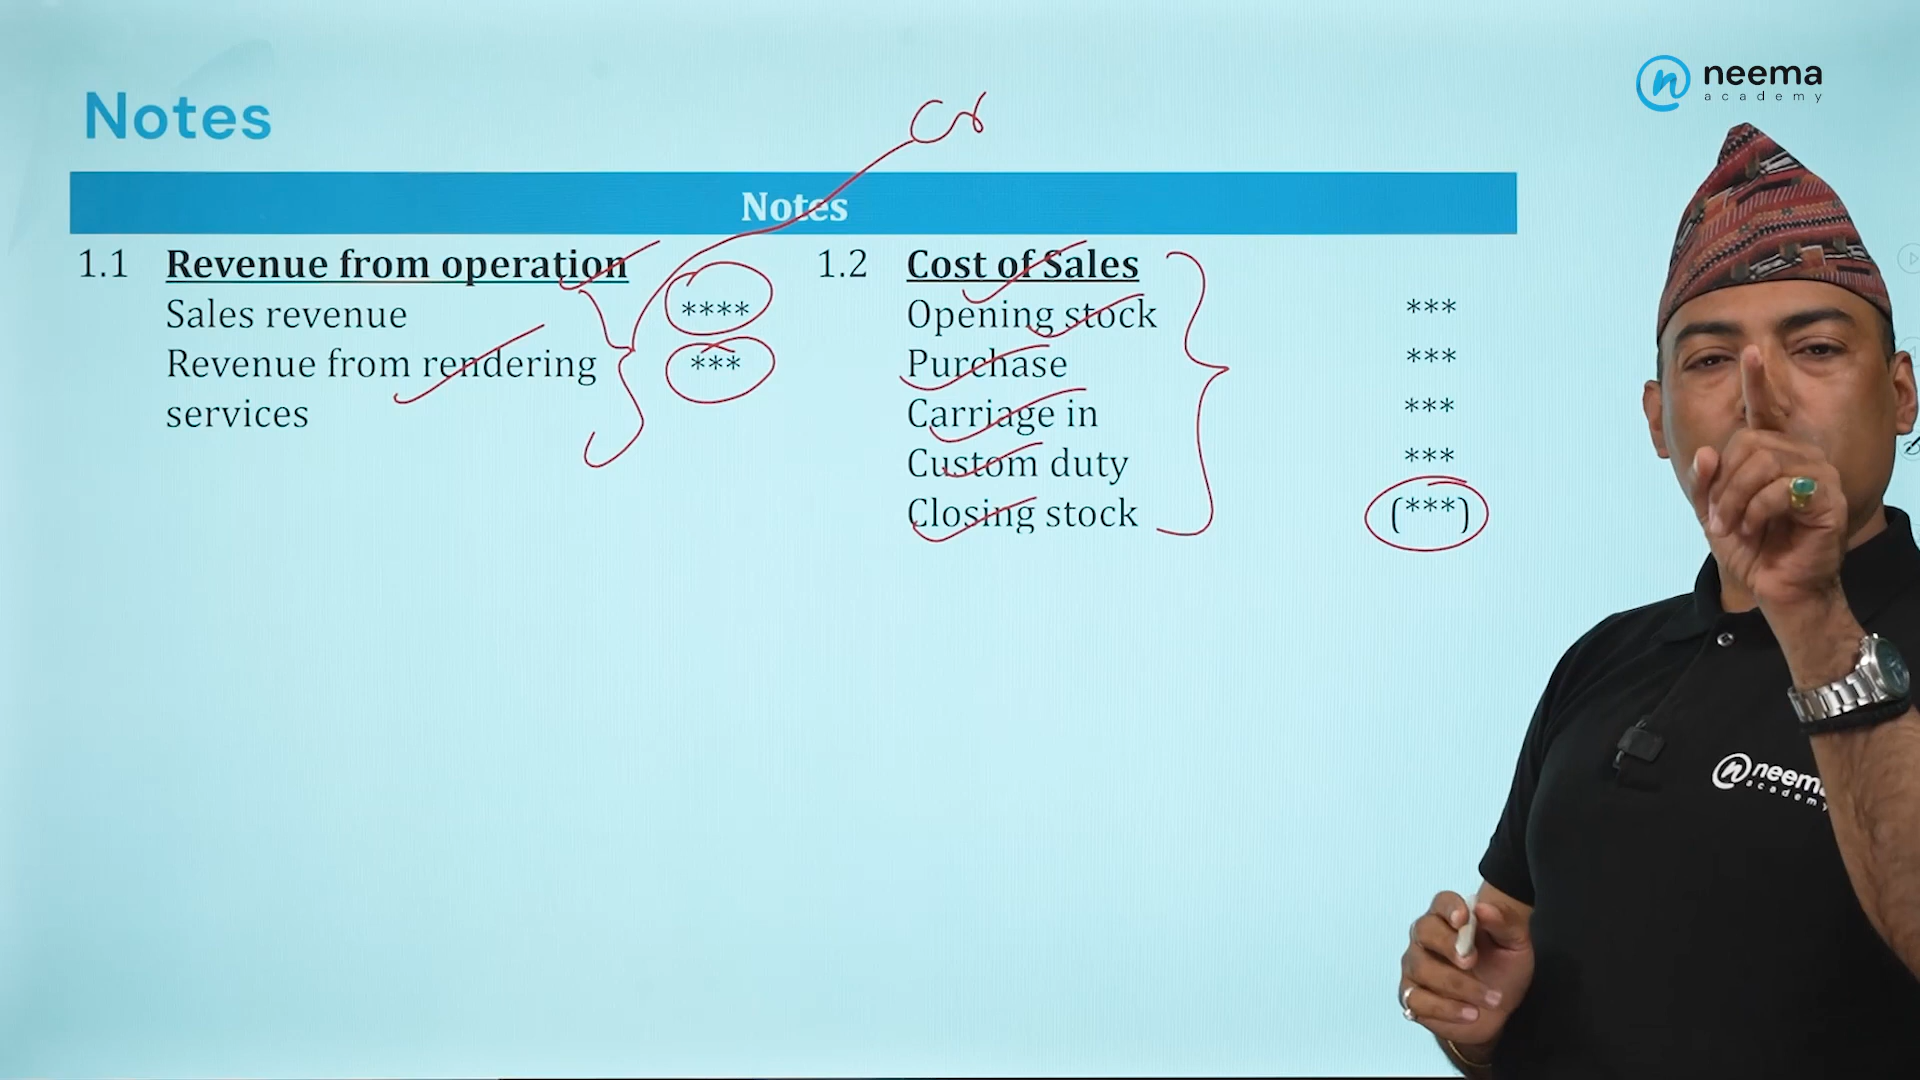 neema
academy
Notes
Cr
Notes
1.1 Revenue from operation
Sales revenue ****
Revenue from rendering ***
services
1.2 Cost of Sales
Opening stock ***
Purchase ***
Carriage in ***
Custom duty ***
Closing stock (***)
neema
academy